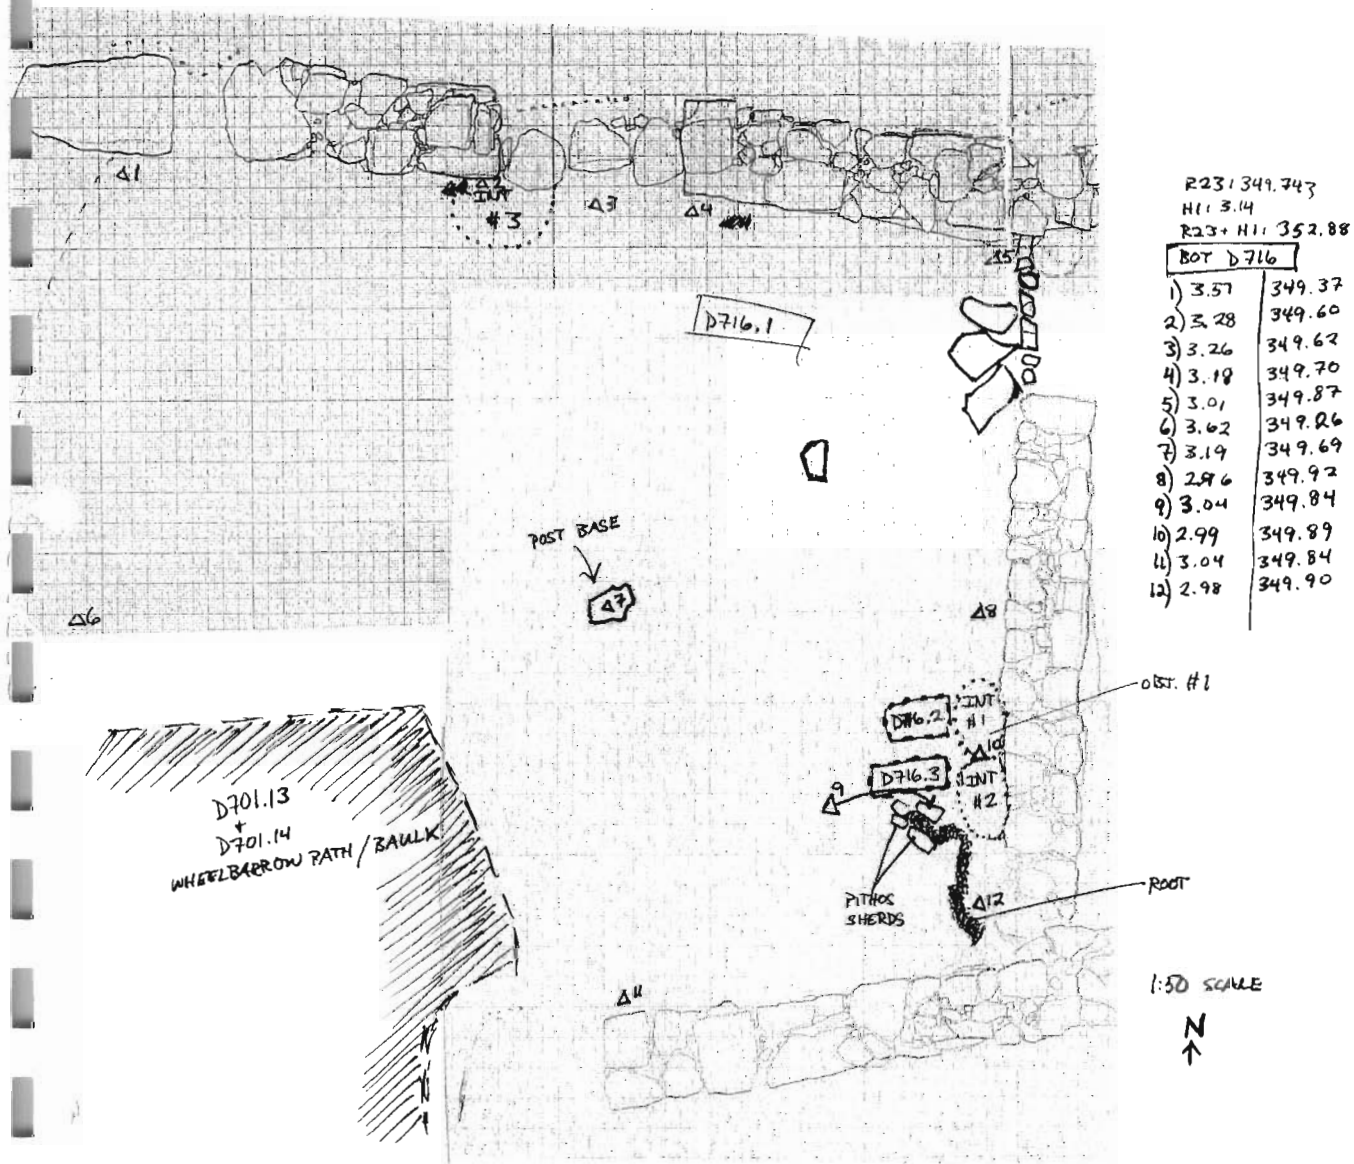 Δ1
INT
#3
Δ3
Δ4
Δ5
D716.1
POST BASE
Δ7
Δ6
Δ8
OBJ. #1
D716.2
INT
#1
Δ10
D716.3
INT
#2
Δ9
D701.13
+
D701.14
WHEELBARROW PATH / BAULK
PITHOS
SHERDS
Δ12
ROOT
Δ11
R23: 349.743
HI: 3.14
R23+HI: 352.88
BOT D716
1) 3.51 349.37
2) 3.28 349.60
3) 3.26 349.62
4) 3.18 349.70
5) 3.01 349.87
6) 3.62 349.26
7) 3.19 349.69
8) 2.96 349.92
9) 3.04 349.84
10) 2.99 349.89
11) 3.04 349.84
12) 2.98 349.90
1:50 SCALE
N